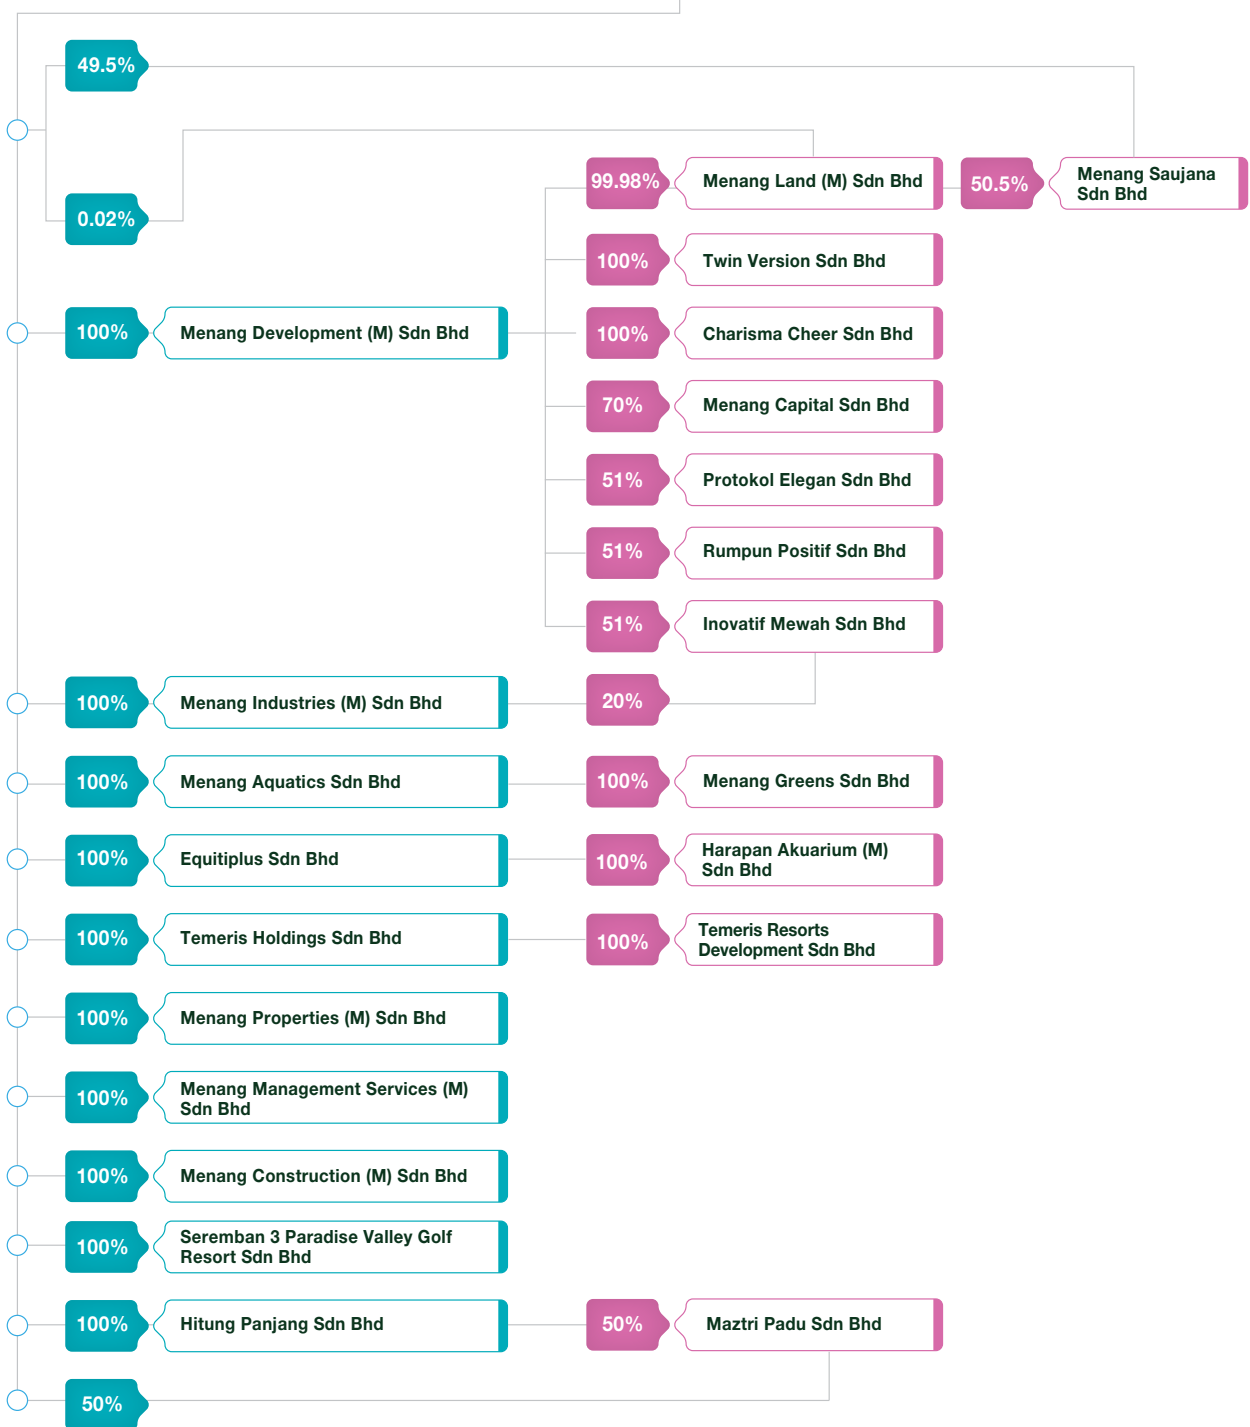 49.5%
0.02%
99.98%
Menang Land (M) Sdn Bhd
50.5%
Menang Saujana
Sdn Bhd
100%
Twin Version Sdn Bhd
100%
Menang Development (M) Sdn Bhd
100%
Charisma Cheer Sdn Bhd
70%
Menang Capital Sdn Bhd
51%
Protokol Elegan Sdn Bhd
51%
Rumpun Positif Sdn Bhd
51%
Inovatif Mewah Sdn Bhd
100%
Menang Industries (M) Sdn Bhd
20%
100%
Menang Aquatics Sdn Bhd
100%
Menang Greens Sdn Bhd
100%
Equitiplus Sdn Bhd
100%
Harapan Akuarium (M)
Sdn Bhd
100%
Temeris Holdings Sdn Bhd
100%
Temeris Resorts
Development Sdn Bhd
100%
Menang Properties (M) Sdn Bhd
100%
Menang Management Services (M)
Sdn Bhd
100%
Menang Construction (M) Sdn Bhd
100%
Seremban 3 Paradise Valley Golf
Resort Sdn Bhd
100%
Hitung Panjang Sdn Bhd
50%
Maztri Padu Sdn Bhd
50%